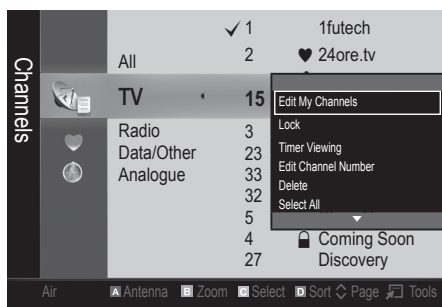 Channels
All
TV
Radio
Data/Other
Analogue
1 1futech
2 24ore.tv
15
3
23
33
32
5
4 Coming Soon
27 Discovery
Edit My Channels
Lock
Timer Viewing
Edit Channel Number
Delete
Select All
Air A Antenna B Zoom C Select D Sort Page Tools